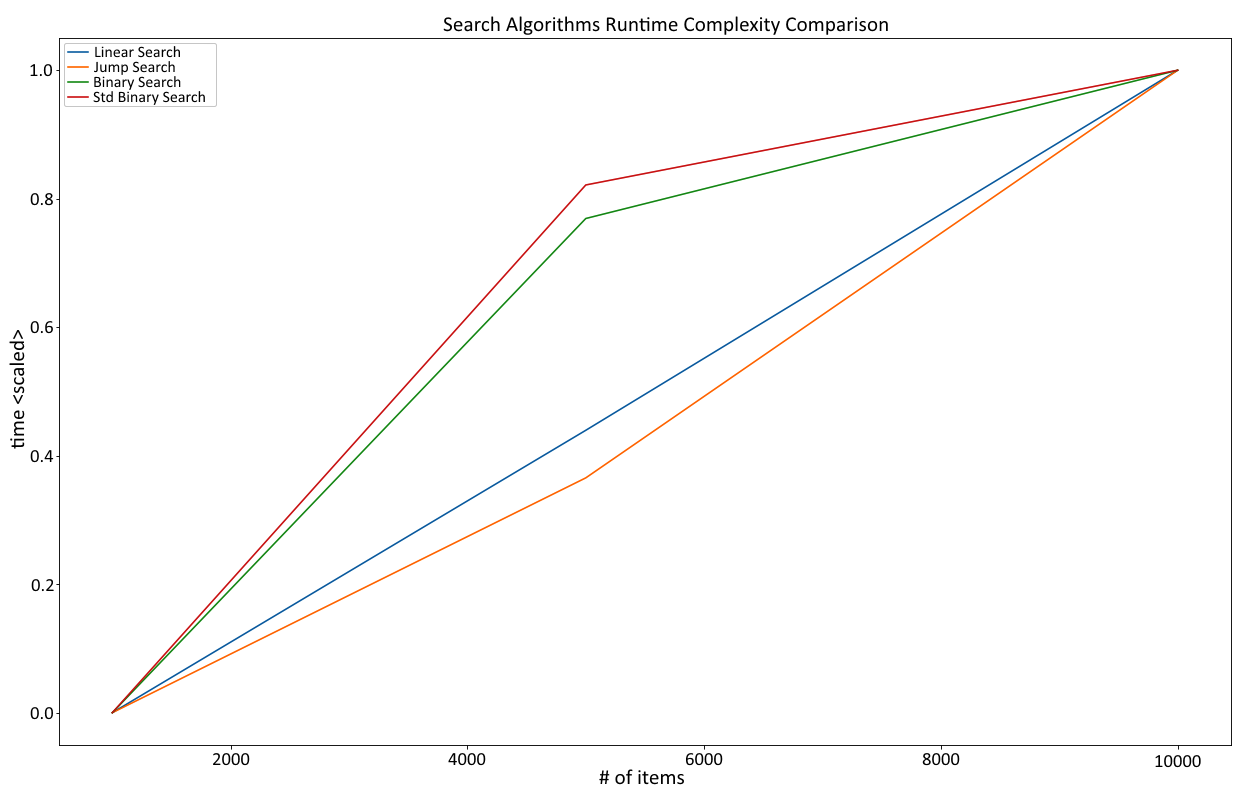 Search Algorithms Runtime Complexity Comparison
Linear Search
Jump Search
Binary Search
Std Binary Search
1.0
0.8
0.6
0.4
0.2
0.0
time <scaled>
2000 4000 6000 8000 10000
# of items